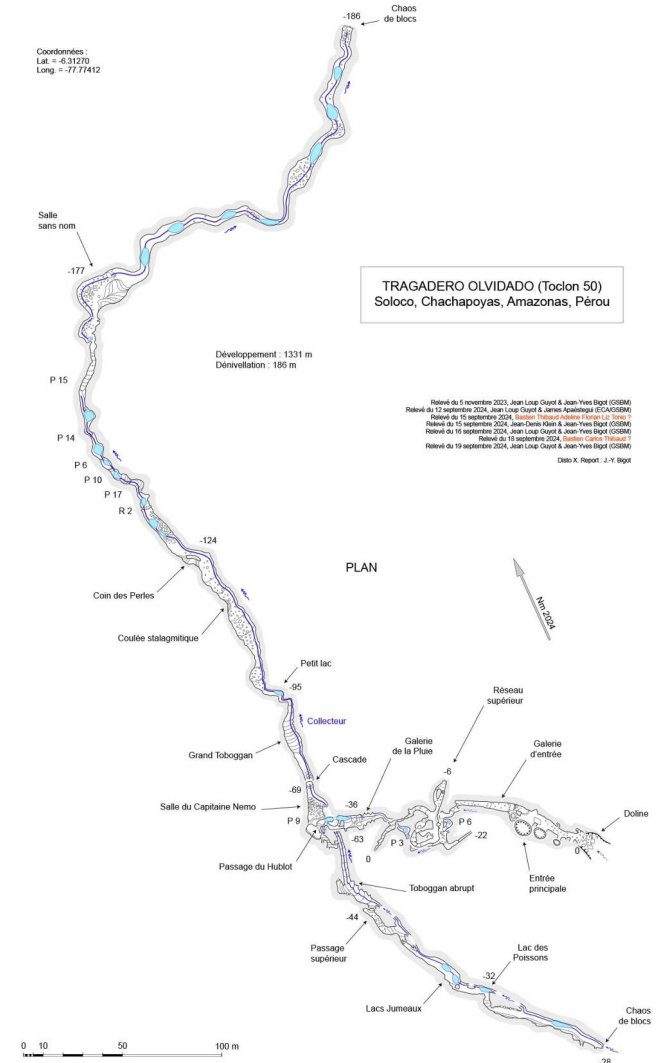 -186
Chaos
de blocs
Coordonnées :
Lat. = -6.31270
Long. = -77.77412
Salle
sans nom
-177
TRAGADERO OLVIDADO (Toclon 50)
Soloco, Chachapoyas, Amazonas, Pérou
Développement : 1331 m
Dénivellation : 186 m
P 15
Relevé du 5 novembre 2023, Jean Loup Guyot & Jean-Yves Bigot (GSBM)
Relevé du 12 septembre 2024, Jean Loup Guyot & James Apaéstegui (ECA/GSBM)
Relevé du 15 septembre 2024, Bastien Thibaud Adeline Florian Liz Tonio ?
Relevé du 15 septembre 2024, Jean-Denis Klein & Jean-Yves Bigot (GSBM)
Relevé du 16 septembre 2024, Jean Loup Guyot & Jean-Yves Bigot (GSBM)
Relevé du 18 septembre 2024, Bastien Carlos Thibaud ?
Relevé du 19 septembre 2024, Jean Loup Guyot & Jean-Yves Bigot (GSBM)
Disto X. Report : J.-Y. Bigot
P 14
P 6
P 10
P 17
R 2
-124
PLAN
Nm 2024
Coin des Perles
Coulée stalagmitique
Petit lac
-95
Collecteur
Réseau
supérieur
Grand Toboggan
Cascade
Galerie
de la Pluie
-6
Galerie
d'entrée
-69
Salle du Capitaine Nemo
-36
P 9
-63
P 3
P 6
-22
0
0
Doline
Passage du Hublot
Entrée
principale
Toboggan abrupt
-44
Passage
supérieur
Lac des
Poissons
-32
Lacs Jumeaux
Chaos
de blocs
-28
0 10 50 100 m